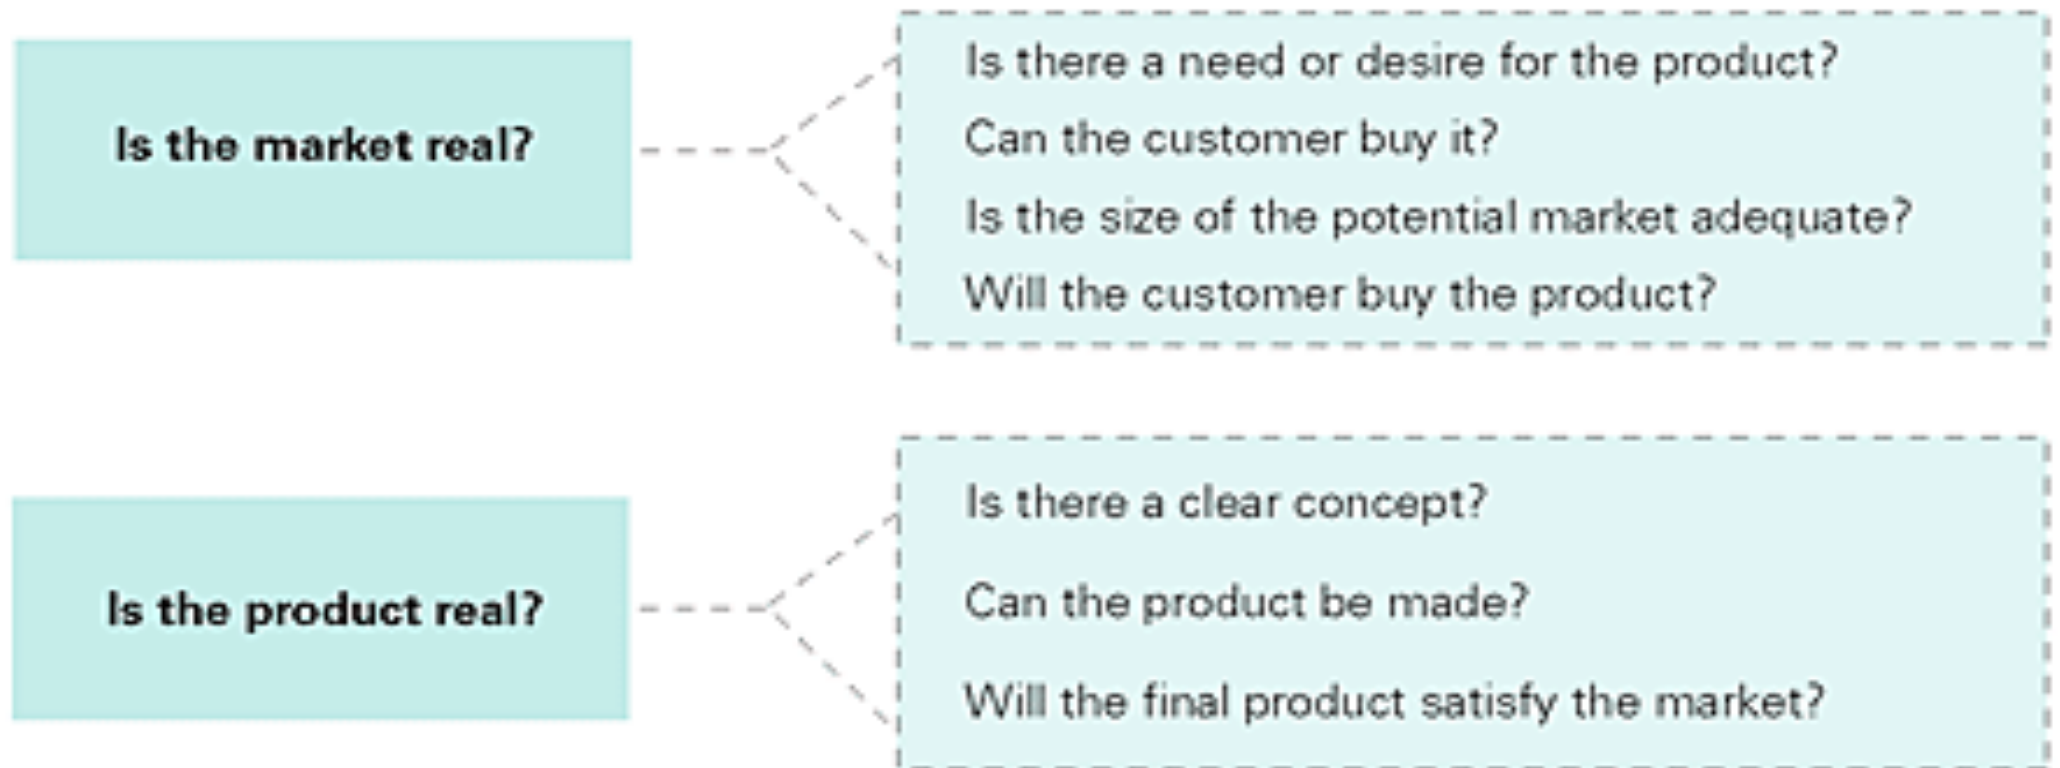 Is the market real?
Is there a need or desire for the product?
Can the customer buy it?
Is the size of the potential market adequate?
Will the customer buy the product?
Is the product real?
Is there a clear concept?
Can the product be made?
Will the final product satisfy the market?